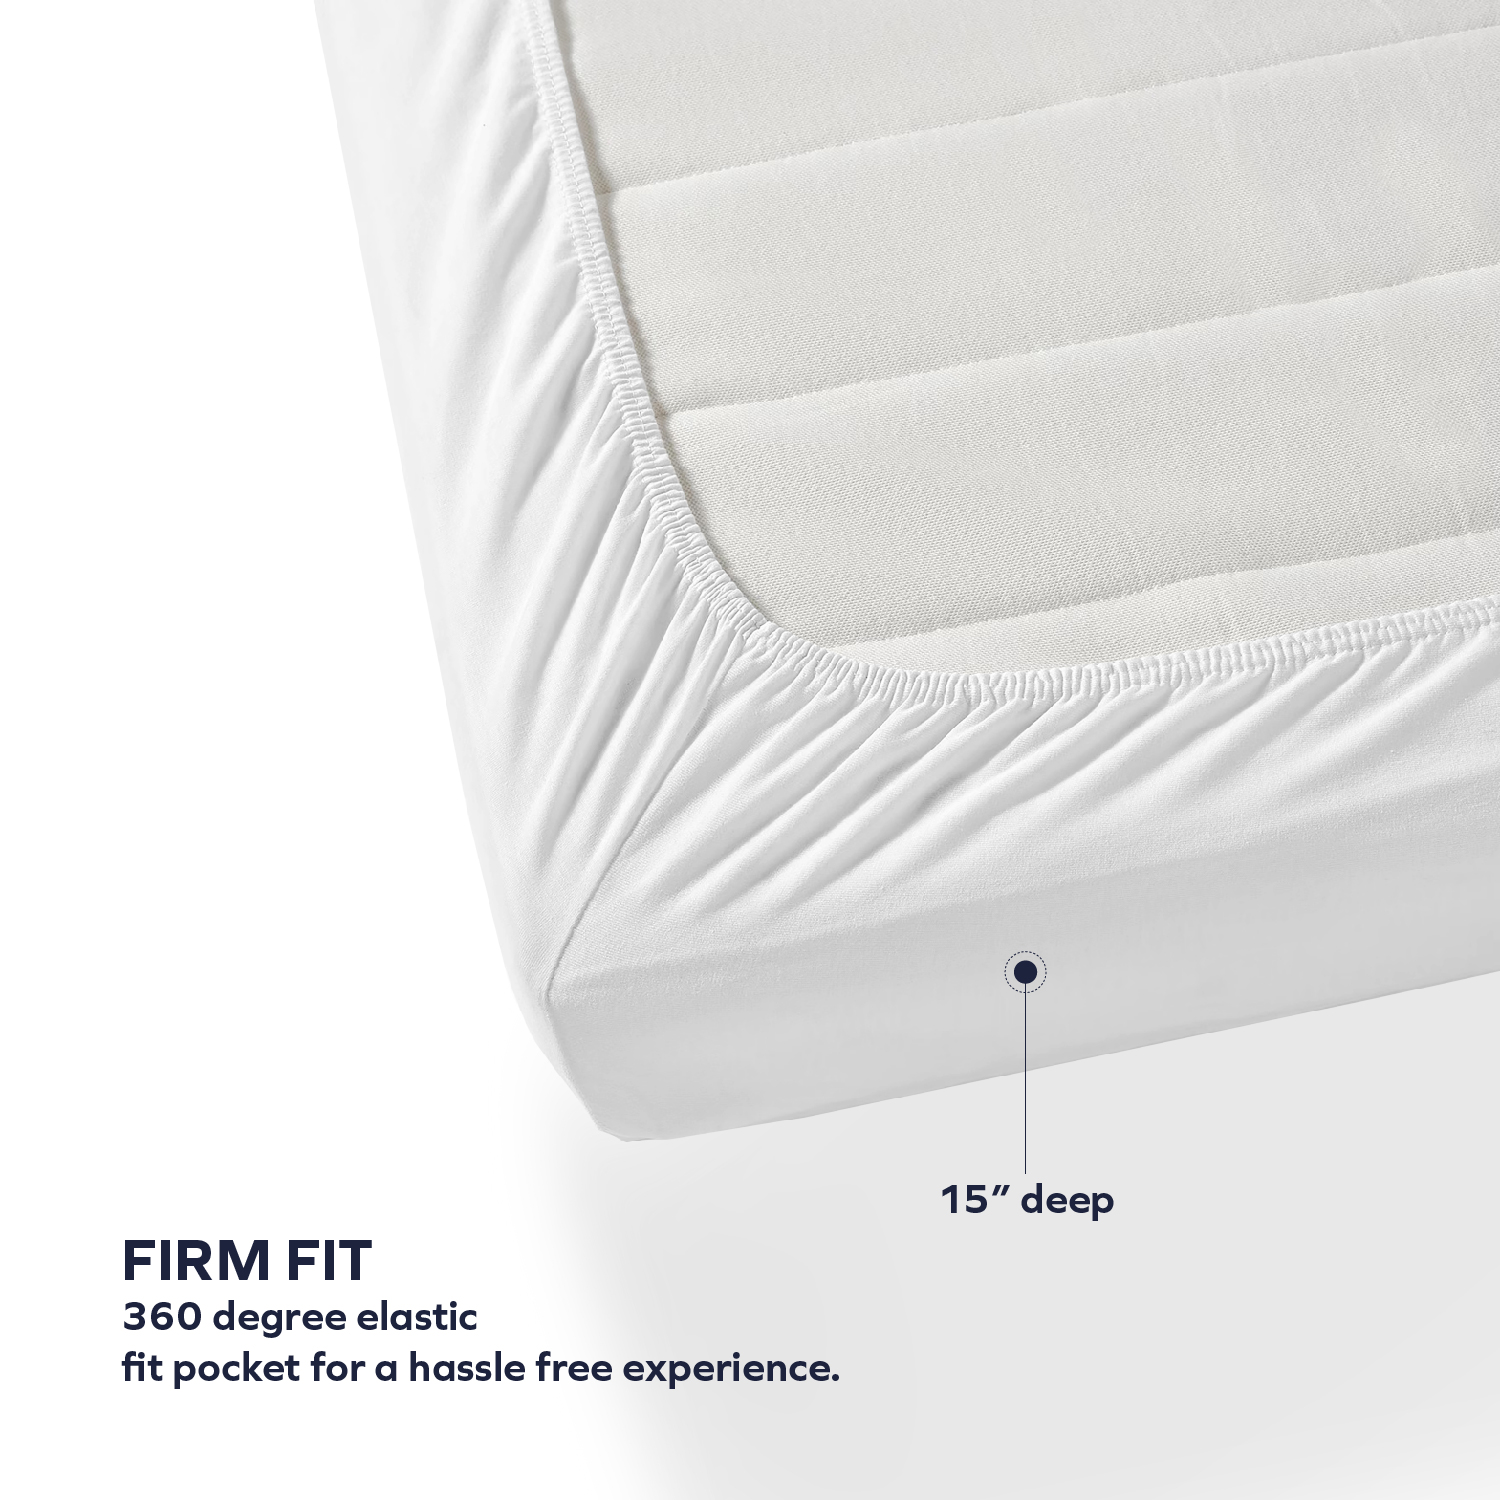 15" deep
FIRM FIT
360 degree elastic
fit pocket for a hassle free experience.